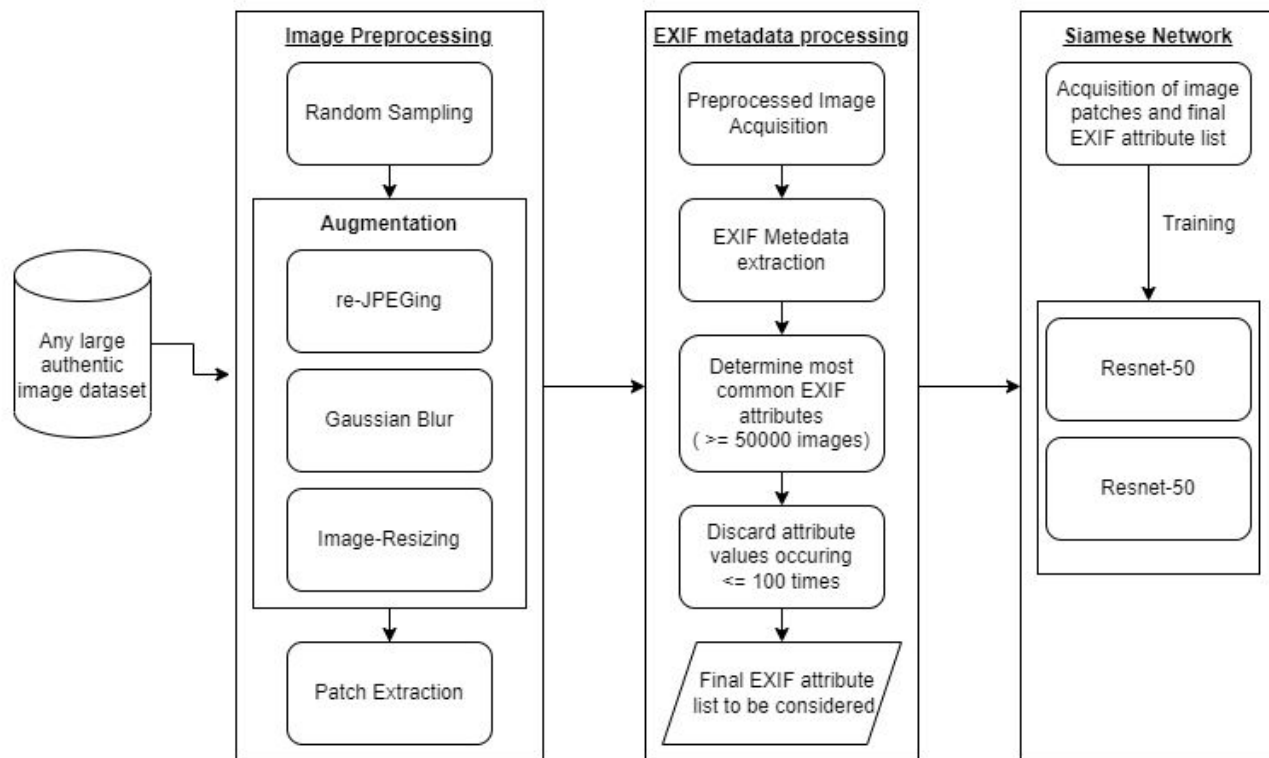 Any large
authentic
image dataset
Image Preprocessing
Random Sampling
Augmentation
re-JPEGing
Gaussian Blur
Image-Resizing
Patch Extraction
EXIF metadata processing
Preprocessed Image
Acquisition
EXIF Metedata
extraction
Determine most
common EXIF
attributes
( >= 50000 images)
Discard attribute
values occuring
<= 100 times
Final EXIF attribute
list to be considered
Siamese Network
Acquisition of image
patches and final
EXIF attribute list
Training
Resnet-50
Resnet-50